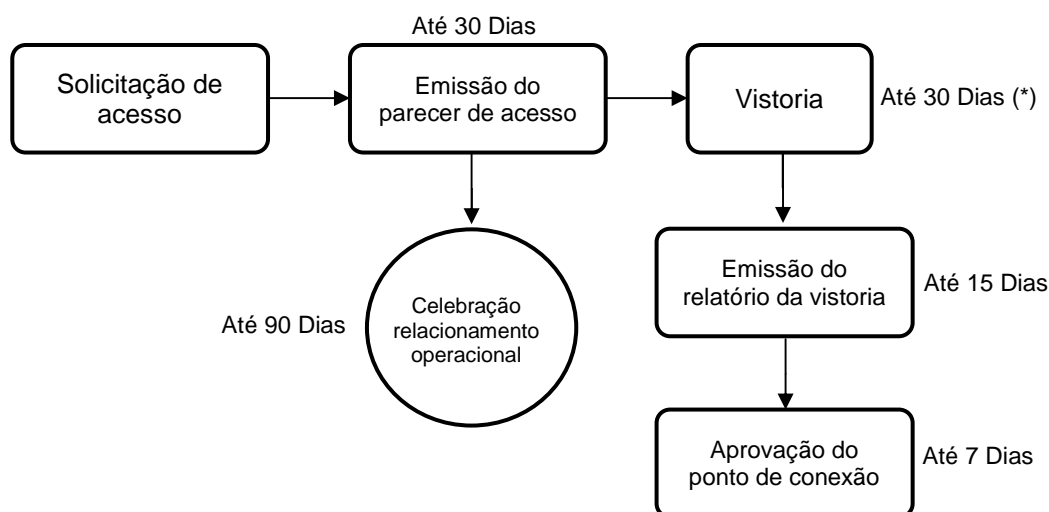 Até 30 Dias
Solicitação de
acesso
Emissão do
parecer de acesso
Vistoria
Até 30 Dias (*)
Até 90 Dias
Celebração
relacionamento
operacional
Emissão do
relatório da vistoria
Até 15 Dias
Aprovação do
ponto de conexão
Até 7 Dias